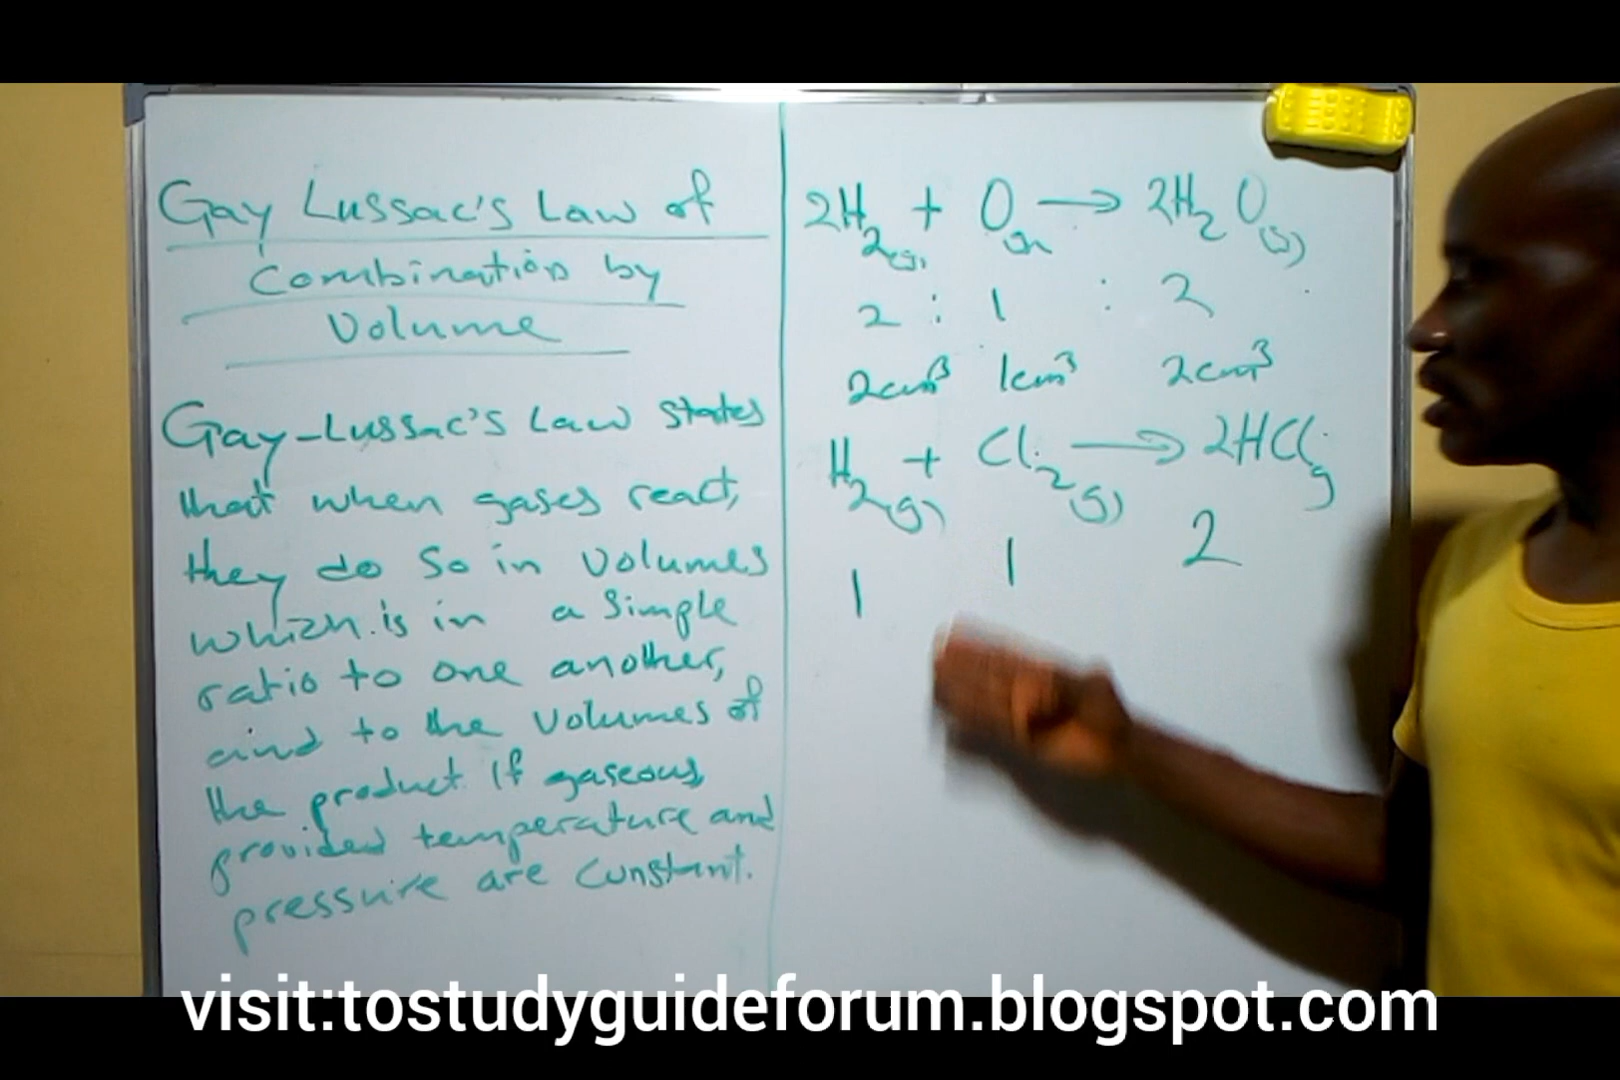 Gay Lussac's Law of
Combination by
Volume
Gay-Lussac's Law states
that when gases react,
they do so in volumes
which is in a simple
ratio to one another,
and to the volumes of
the product if gaseous,
provided temperature and
pressure are constant.
2H₂(g) + O → 2H₂O(g)
2 : 1 : 2
2cm³ 1cm³ 2cm³
H₂(g) + Cl₂(g) → 2HCl g
1 1 2
visit:tostudyguideforum.blogspot.com